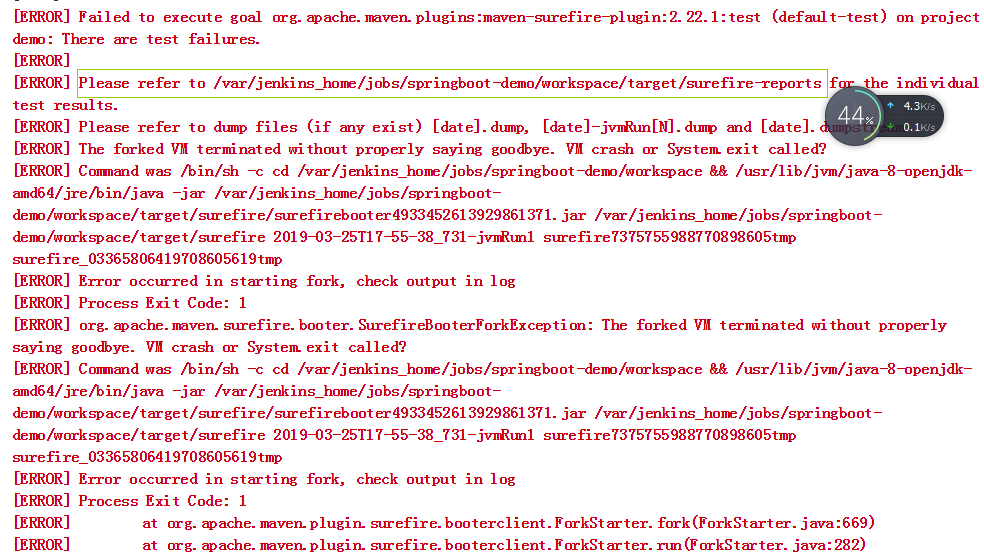 [ERROR] Failed to execute goal org.apache.maven.plugins:maven-surefire-plugin:2.22.1:test (default-test) on project
demo: There are test failures.
[ERROR]
[ERROR] Please refer to /var/jenkins_home/jobs/springboot-demo/workspace/target/surefire-reports for the individual
test results.
[ERROR] Please refer to dump files (if any exist) [date].dump, [date]-jvmRun[N].dump and [date].
44% 4.3K/s
0.1K/s
[ERROR] The forked VM terminated without properly saying goodbye. VM crash or System.exit called?
[ERROR] Command was /bin/sh -c cd /var/jenkins_home/jobs/springboot-demo/workspace && /usr/lib/jvm/java-8-openjdk-
amd64/jre/bin/java -jar /var/jenkins_home/jobs/springboot-
demo/workspace/target/surefire/surefirebooter4933452613929861371.jar /var/jenkins_home/jobs/springboot-
demo/workspace/target/surefire 2019-03-25T17-55-38_731-jvmRun1 surefire7375755988770898605tmp
surefire_03365806419708605619tmp
[ERROR] Error occurred in starting fork, check output in log
[ERROR] Process Exit Code: 1
[ERROR] org.apache.maven.surefire.booter.SurefireBooterForkException: The forked VM terminated without properly
saying goodbye. VM crash or System.exit called?
[ERROR] Command was /bin/sh -c cd /var/jenkins_home/jobs/springboot-demo/workspace && /usr/lib/jvm/java-8-openjdk-
amd64/jre/bin/java -jar /var/jenkins_home/jobs/springboot-
demo/workspace/target/surefire/surefirebooter4933452613929861371.jar /var/jenkins_home/jobs/springboot-
demo/workspace/target/surefire 2019-03-25T17-55-38_731-jvmRun1 surefire7375755988770898605tmp
surefire_03365806419708605619tmp
[ERROR] Error occurred in starting fork, check output in log
[ERROR] Process Exit Code: 1
[ERROR] at org.apache.maven.plugin.surefire.booterclient.ForkStarter.fork(ForkStarter.java:669)
[ERROR] at org.apache.maven.plugin.surefire.booterclient.ForkStarter.run(ForkStarter.java:282)